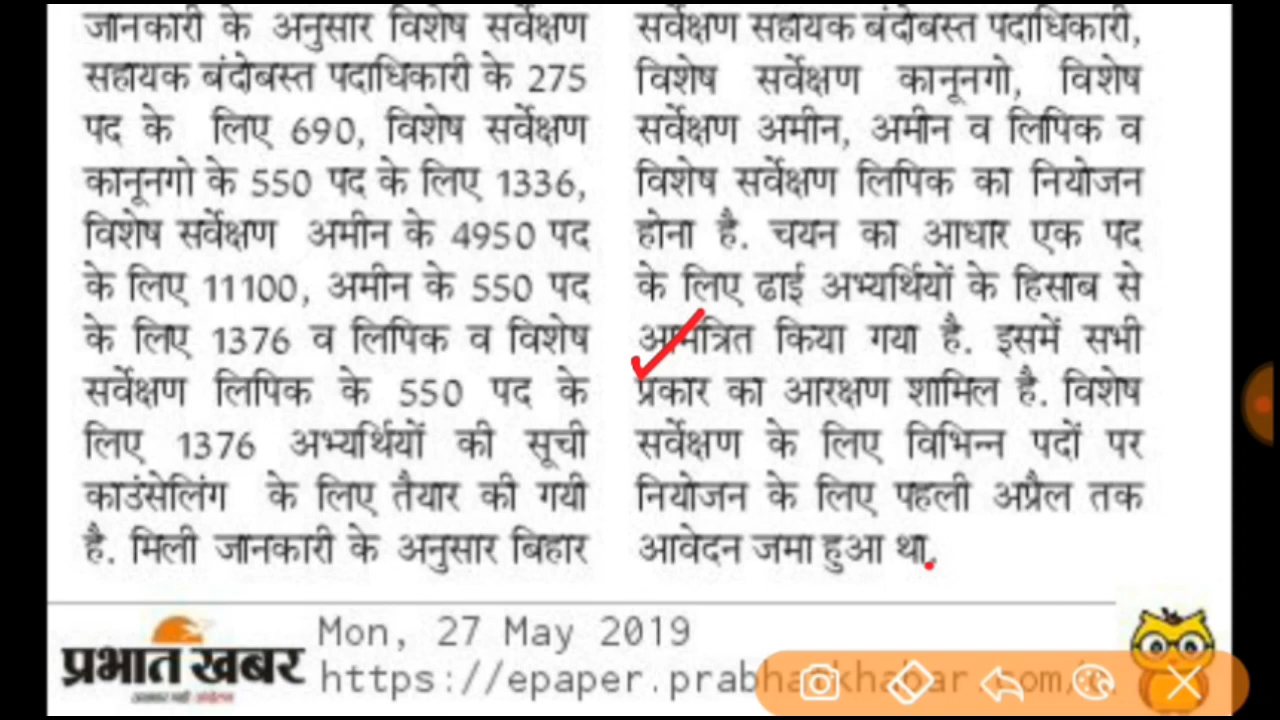 जानकारी के अनुसार विशेष सर्वेक्षण
सहायक बंदोबस्त पदाधिकारी के 275
पद के लिए 690, विशेष सर्वेक्षण
कानूनगो के 550 पद के लिए 1336,
विशेष सर्वेक्षण अमीन के 4950 पद
के लिए 11100, अमीन के 550 पद
के लिए 1376 व लिपिक व विशेष
सर्वेक्षण लिपिक के 550 पद के
लिए 1376 अभ्यर्थियों की सूची
काउंसेलिंग के लिए तैयार की गयी
है. मिली जानकारी के अनुसार बिहार
सर्वेक्षण सहायक बंदोबस्त पदाधिकारी,
विशेष सर्वेक्षण कानूनगो, विशेष
सर्वेक्षण अमीन, अमीन व लिपिक व
विशेष सर्वेक्षण लिपिक का नियोजन
होना है. चयन का आधार एक पद
के लिए ढाई अभ्यर्थियों के हिसाब से
आमंत्रित किया गया है. इसमें सभी
प्रकार का आरक्षण शामिल है. विशेष
सर्वेक्षण के लिए विभिन्न पदों पर
नियोजन के लिए पहली अप्रैल तक
आवेदन जमा हुआ था.
प्रभात खबर
Mon, 27 May 2019
https://epaper.prabhatkhabar.com/